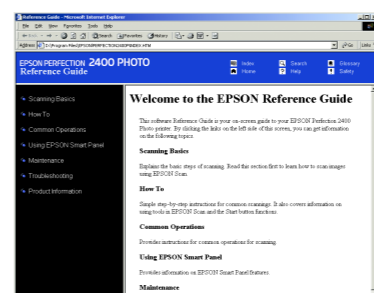 Reference Guide - Microsoft Internet Explorer
File Edit View Favorites Tools Help
Back Search Favorites History
Address D:\Program Files\EPSON\PERFECTION2400\INDEX.HTM Go Links
EPSON PERFECTION 2400 PHOTO
Reference Guide
Index Search Glossary
Home Help Safety
Scanning Basics
How To
Common Operations
Using EPSON Smart Panel
Maintenance
Troubleshooting
Product Information
Welcome to the EPSON Reference Guide
This software Reference Guide is your on-screen guide to your EPSON Perfection 2400
Photo printer. By clicking the links on the left side of this screen, you can get information
on the following topics.
Scanning Basics
Explains the basic steps of scanning. Read this section first to learn how to scan images
using EPSON Scan.
How To
Simple step-by-step instructions for common scannings. It also covers information on
using tools in EPSON Scan and the Start button functions.
Common Operations
Provides instructions for common operations for scanning.
Using EPSON Smart Panel
Provides information on EPSON Smart Panel features.
Maintenance